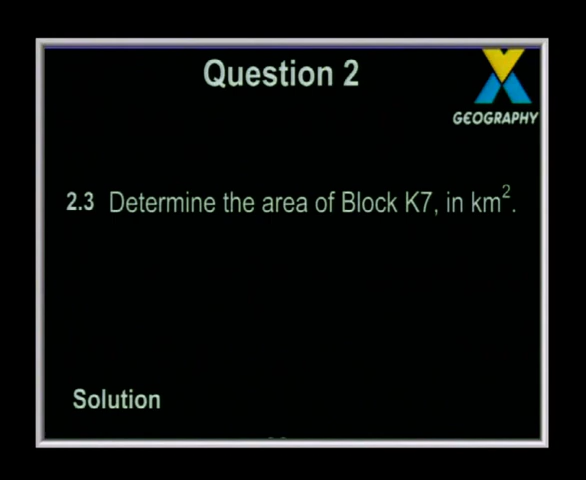 Question 2
GEOGRAPHY
2.3 Determine the area of Block K7, in km².
Solution